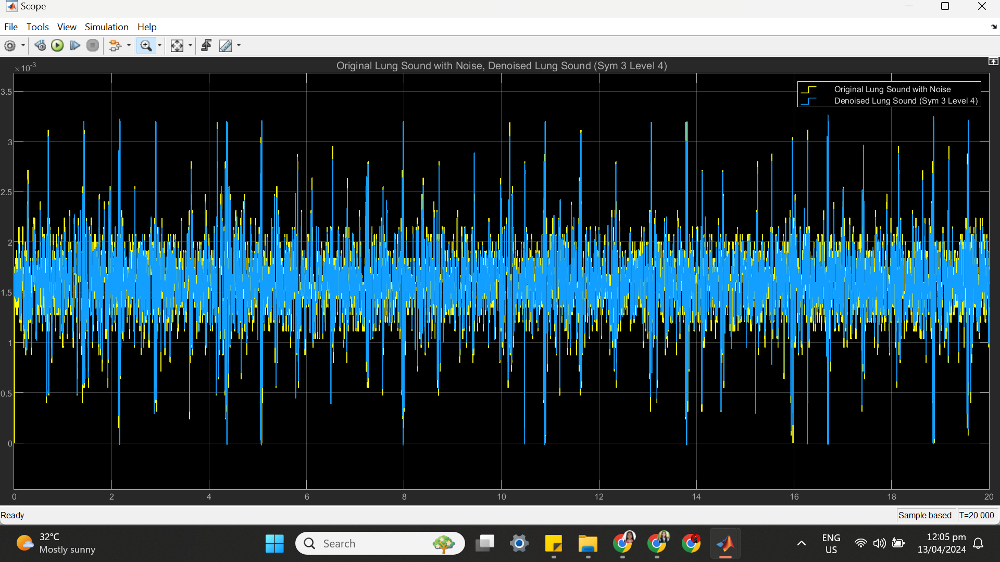 Scope
File Tools View Simulation Help
×10-3
Original Lung Sound with Noise, Denoised Lung Sound (Sym 3 Level 4)
Original Lung Sound with Noise
Denoised Lung Sound (Sym 3 Level 4)
3.5
3
2.5
2
1.5
1
0.5
0
0 2 4 6 8 10 12 14 16 18 20
Ready
Sample based T=20.000
32°C
Mostly sunny
Search
ENG
US
12:05 pm
13/04/2024